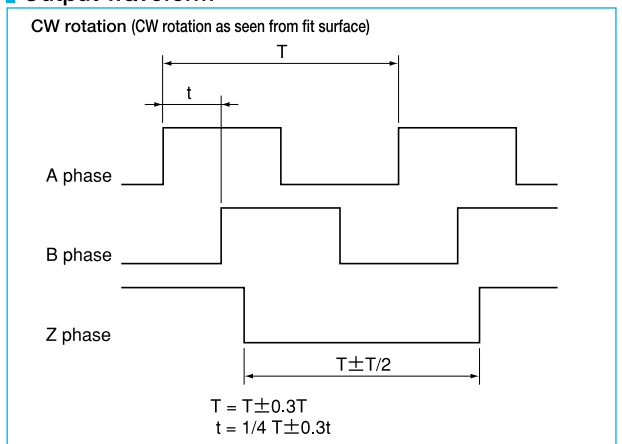 CW rotation (CW rotation as seen from fit surface)
T
t
A phase
B phase
Z phase
T±T/2
T = T±0.3T
t = 1/4 T±0.3t